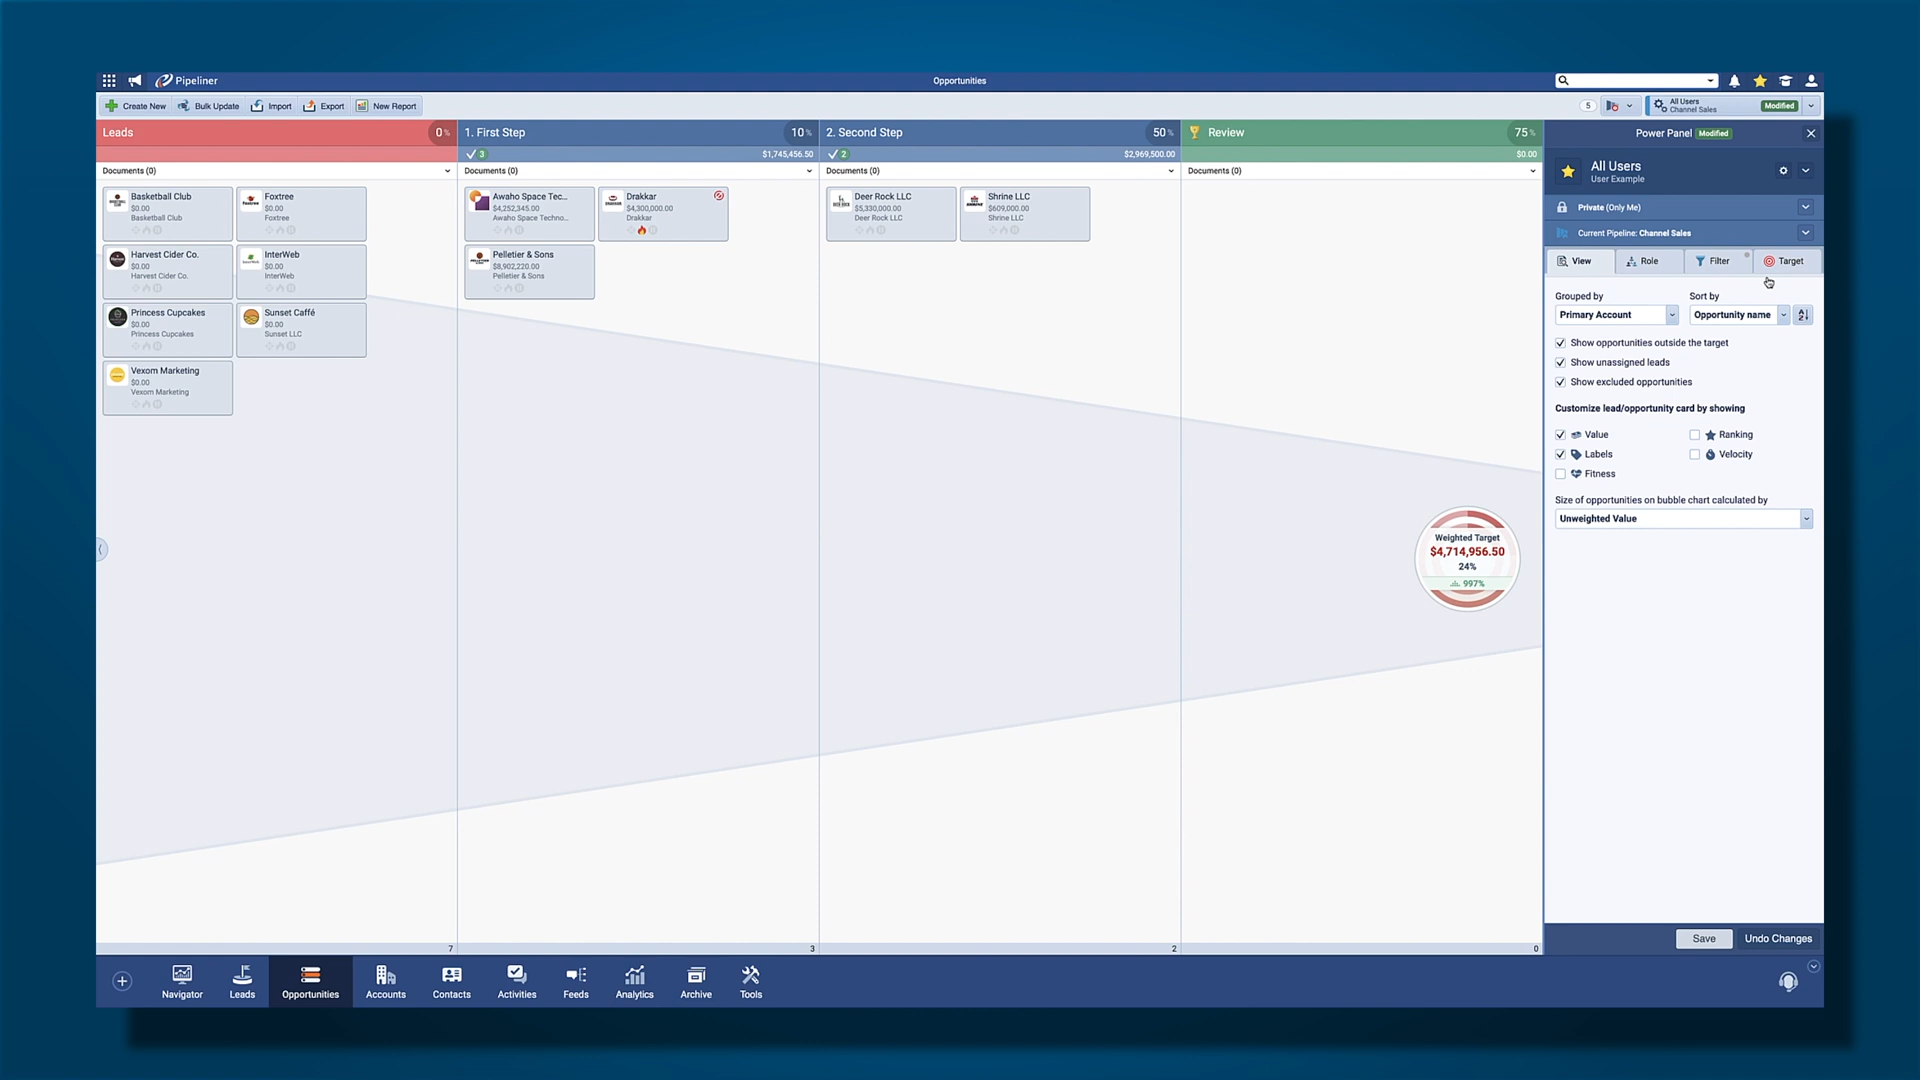 Pipeliner
Opportunities
Create New
Bulk Update
Import
Export
New Report
5
All Users
Channel Sales
Modified
Leads
0%
1. First Step
10%
3
$1,745,456.50
2. Second Step
50%
2
$2,969,500.00
Review
75%
$0.00
Documents (0)
Documents (0)
Documents (0)
Documents (0)
Basketball Club
$0.00
Basketball Club
Foxtree
$0.00
Foxtree
Harvest Cider Co.
$0.00
Harvest Cider Co.
InterWeb
$0.00
InterWeb
Princess Cupcakes
$0.00
Princess Cupcakes
Sunset Caffé
$0.00
Sunset LLC
Vexom Marketing
$0.00
Vexom Marketing
Awaho Space Tec...
$4,252,345.00
Awaho Space Techno...
Drakkar
$4,300,000.00
Drakkar
Pelletier & Sons
$8,902,220.00
Pelletier & Sons
Deer Rock LLC
$5,330,000.00
Deer Rock LLC
Shrine LLC
$609,000.00
Shrine LLC
Weighted Target
$4,714,956.50
24%
997%
7
3
2
0
Power Panel Modified
All Users
User Example
Private (Only Me)
Current Pipeline: Channel Sales
View
Role
Filter
Target
Grouped by
Primary Account
Sort by
Opportunity name
Show opportunities outside the target
Show unassigned leads
Show excluded opportunities
Customize lead/opportunity card by showing
Value
Ranking
Labels
Velocity
Fitness
Size of opportunities on bubble chart calculated by
Unweighted Value
Save
Undo Changes
Navigator
Leads
Opportunities
Accounts
Contacts
Activities
Feeds
Analytics
Archive
Tools